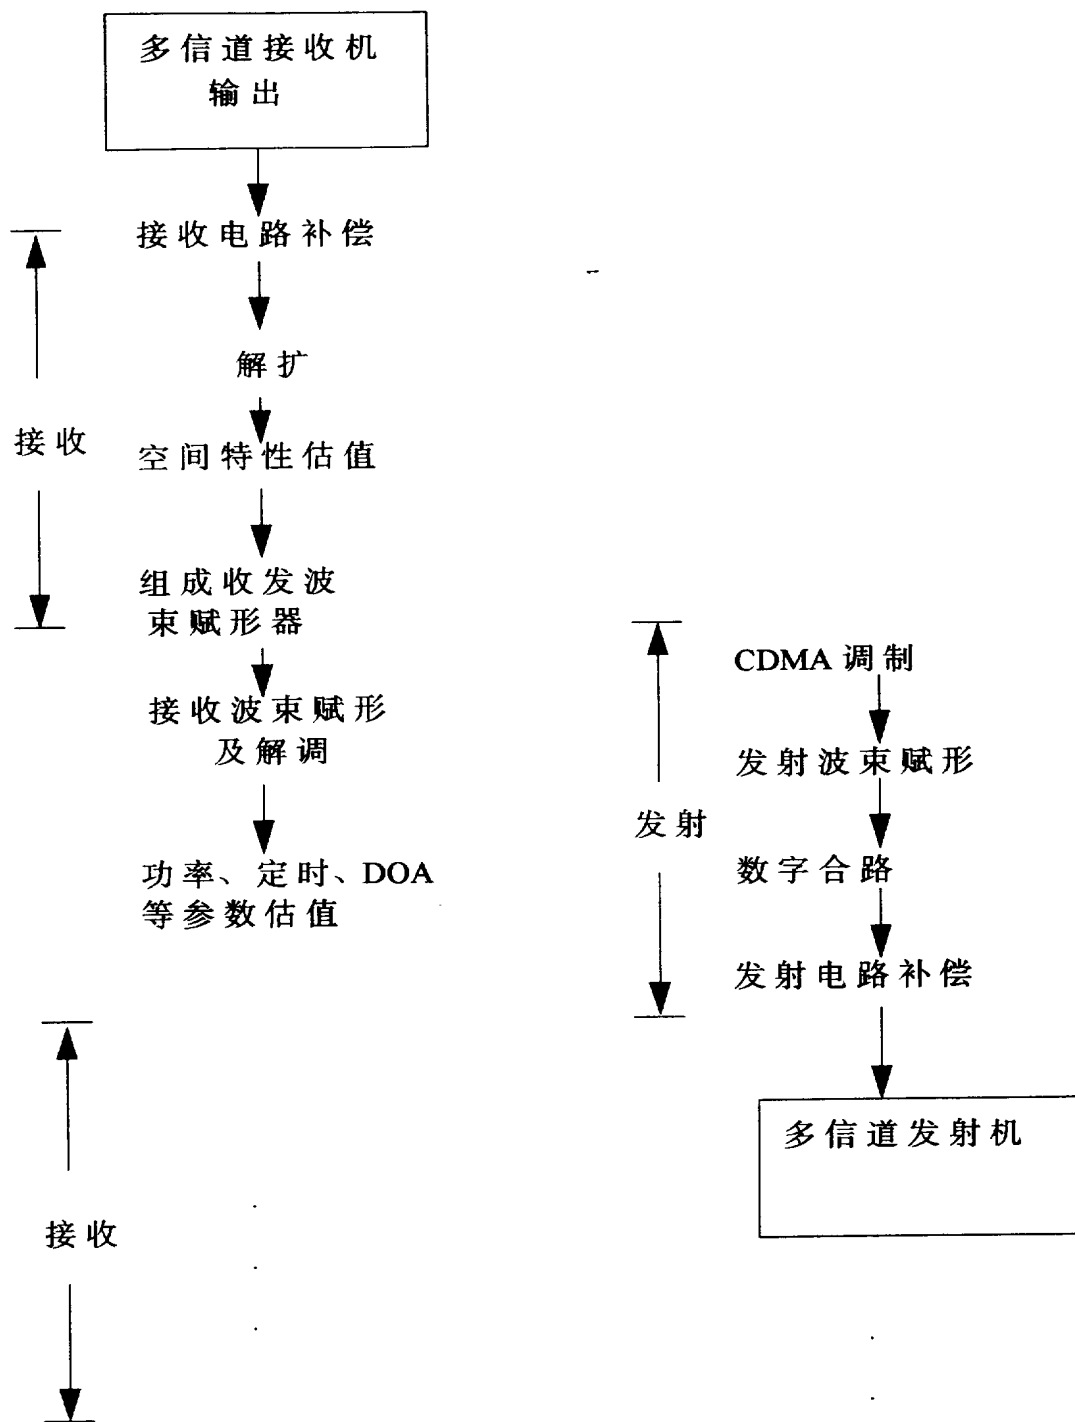 多信道接收机
输出
接收电路补偿
解扩
接收
空间特性估值
组成收发波
束赋形器
接收波束赋形
及解调
功率、定时、DOA
等参数估值
接收
CDMA 调制
发射波束赋形
发射
数字合路
发射电路补偿
多信道发射机